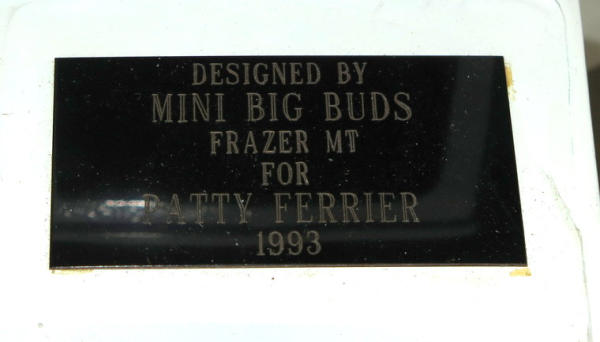 DESIGNED BY
MINI BIG BUDS
FRAZER MT
FOR
PATTY FERRIER
1993